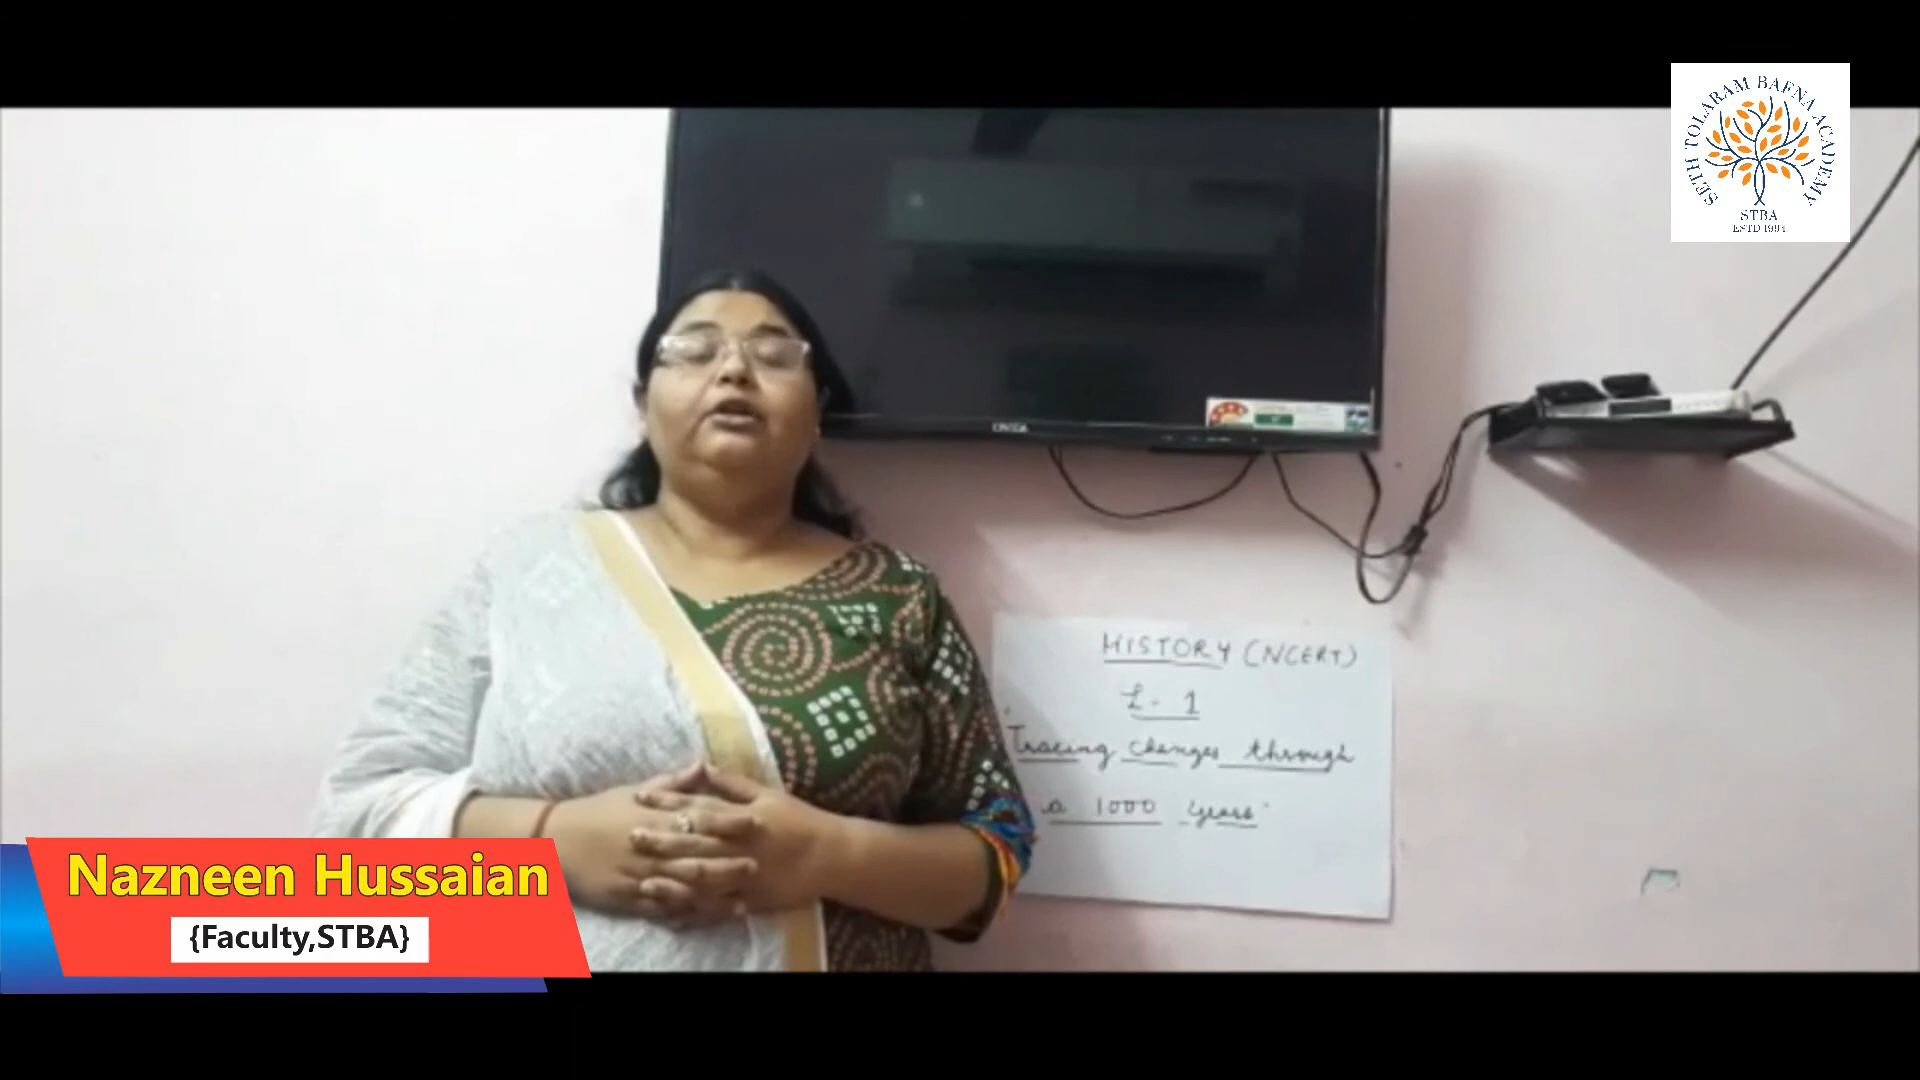 SETH TOLARAM BAFNA ACADEMY
STBA
ESTD 1994
ONIDA
HISTORY (NCERT)
L - 1
"Tracing changes through
a 1000 years"
Nazneen Hussaian
{Faculty,STBA}